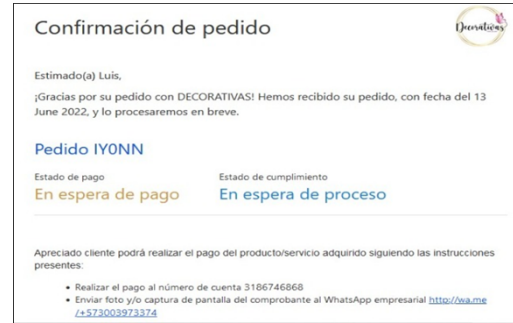 Confirmación de pedido
Decorativas
Estimado(a) Luis,
¡Gracias por su pedido con DECORATIVAS! Hemos recibido su pedido, con fecha del 13
June 2022, y lo procesaremos en breve.
Pedido IY0NN
Estado de pago
Estado de cumplimiento
En espera de pago
En espera de proceso
Apreciado cliente podrá realizar el pago del producto/servicio adquirido siguiendo las instrucciones
presentes:
• Realizar el pago al número de cuenta 3186746868
• Enviar foto y/o captura de pantalla del comprobante al WhatsApp empresarial http://wa.me
/+573003973374